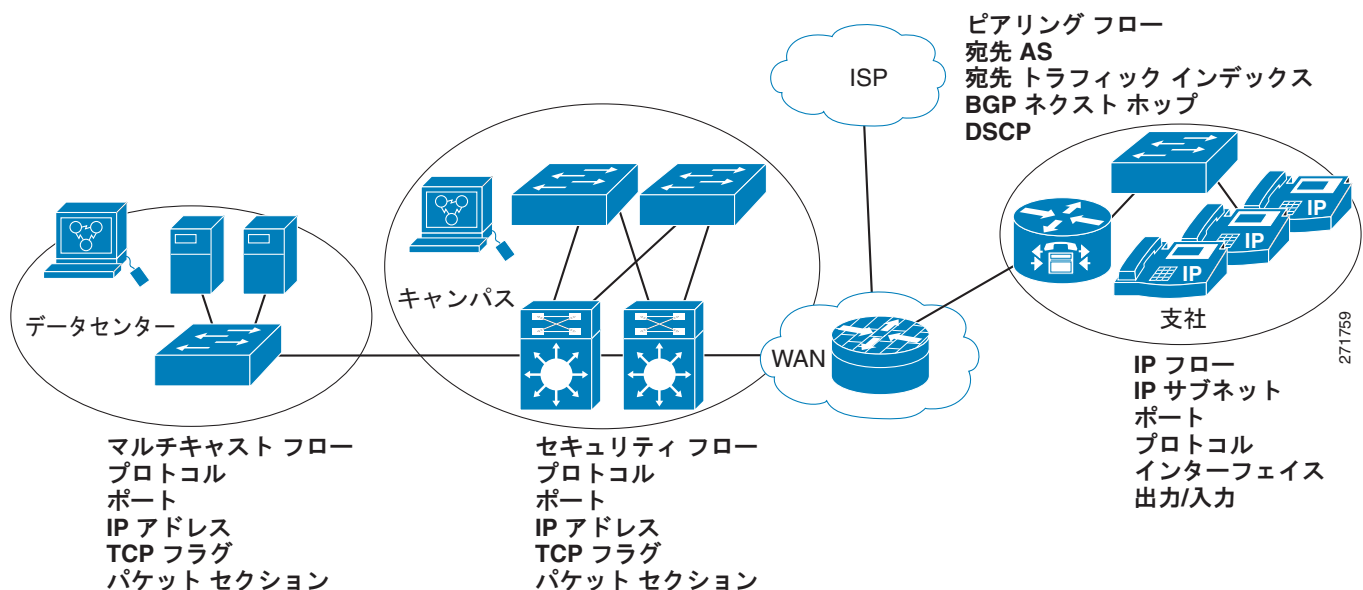 ピアリング フロー
宛先 AS
宛先 トラフィック インデックス
BGP ネクスト ホップ
DSCP
ISP
データセンター
キャンパス
WAN
IP
IP
IP
支社
271759
マルチキャスト フロー
プロトコル
ポート
IP アドレス
TCP フラグ
パケット セクション
セキュリティ フロー
プロトコル
ポート
IP アドレス
TCP フラグ
パケット セクション
IP フロー
IP サブネット
ポート
プロトコル
インターフェイス
出力/入力